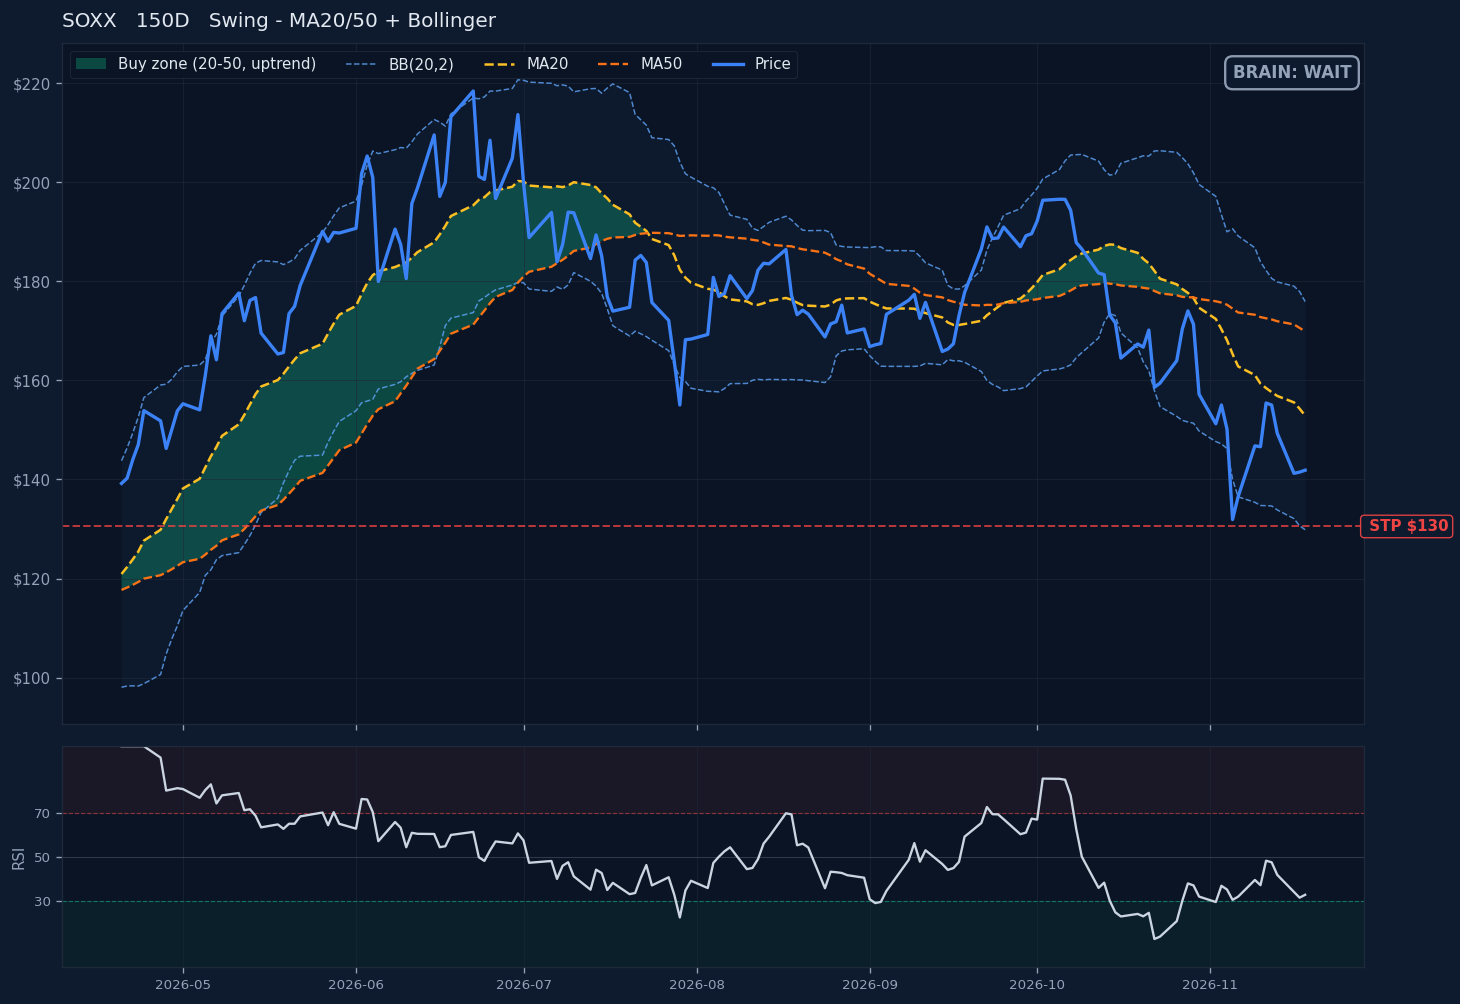 SOXX   150D   Swing - MA20/50 + Bollinger
Buy zone (20-50, uptrend)
BB(20,2)
MA20
MA50
Price
BRAIN: WAIT
$220
$200
$180
$160
$140
$120
$100
STP $130
RSI
70
50
30
2026-05
2026-06
2026-07
2026-08
2026-09
2026-10
2026-11